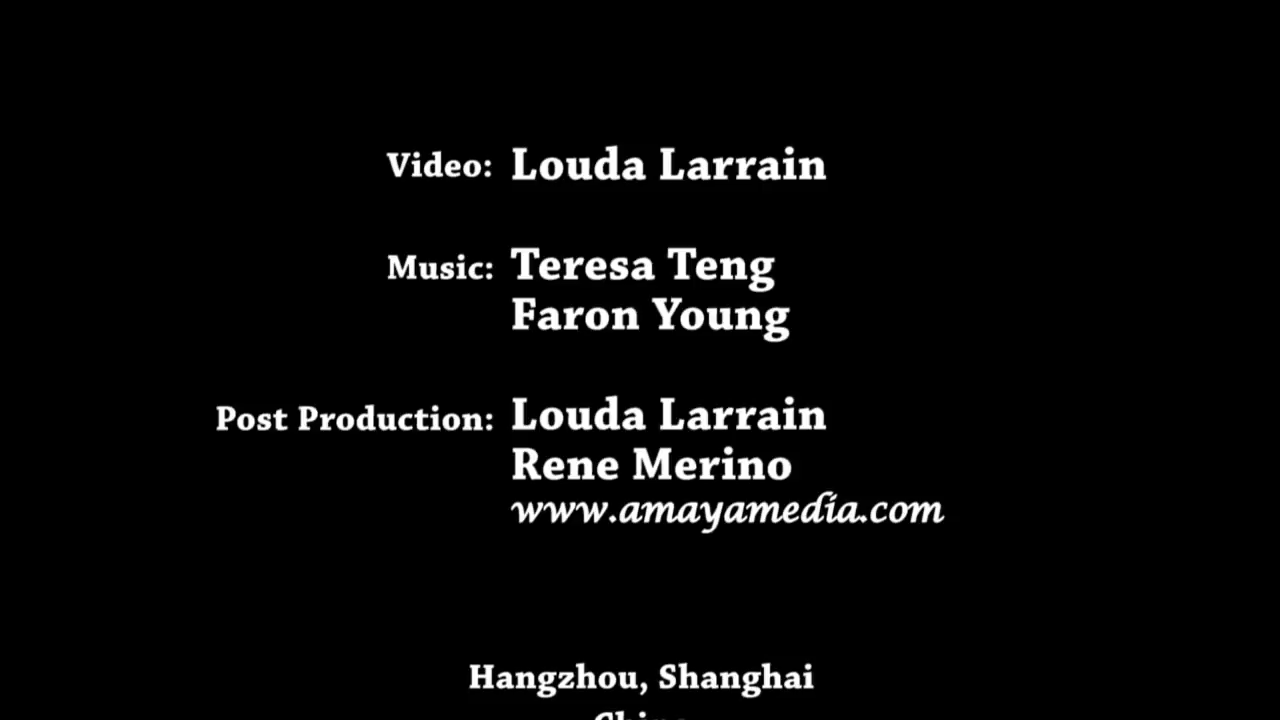 Video: Louda Larrain
Music: Teresa Teng
Faron Young
Post Production: Louda Larrain
Rene Merino
www.amayamedia.com
Hangzhou, Shanghai
China